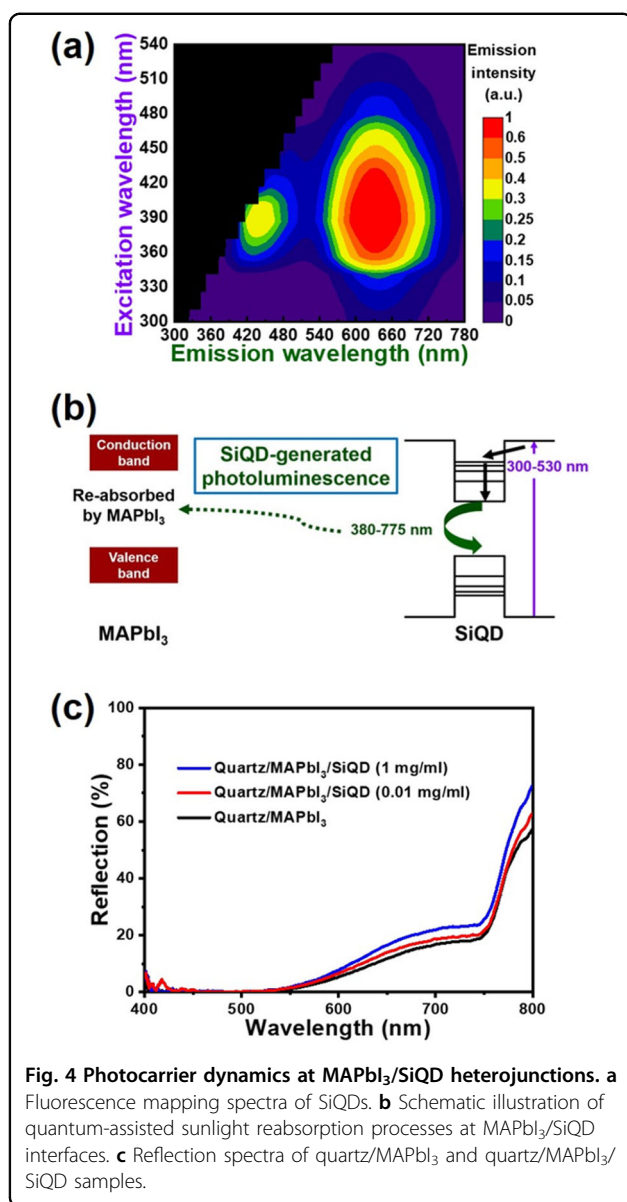 (a)
Emission intensity (a.u.)
Excitation wavelength (nm)
540
480
420
390
360
300
1
0.6
0.5
0.4
0.3
0.25
0.2
0.15
0.1
0.05
0
300 360 420 480 540 600 660 720 780
Emission wavelength (nm)
(b)
Conduction band
SiQD-generated photoluminescence
300-530 nm
Re-absorbed by MAPbI₃
380-775 nm
Valence band
MAPbI₃
SiQD
(c)
Reflection (%)
100
80
60
40
20
0
Quartz/MAPbI₃/SiQD (1 mg/ml)
Quartz/MAPbI₃/SiQD (0.01 mg/ml)
Quartz/MAPbI₃
400 500 600 700 800
Wavelength (nm)
Fig. 4 Photocarrier dynamics at MAPbI₃/SiQD heterojunctions. a
Fluorescence mapping spectra of SiQDs. b Schematic illustration of
quantum-assisted sunlight reabsorption processes at MAPbI₃/SiQD
interfaces. c Reflection spectra of quartz/MAPbI₃ and quartz/MAPbI₃/
SiQD samples.